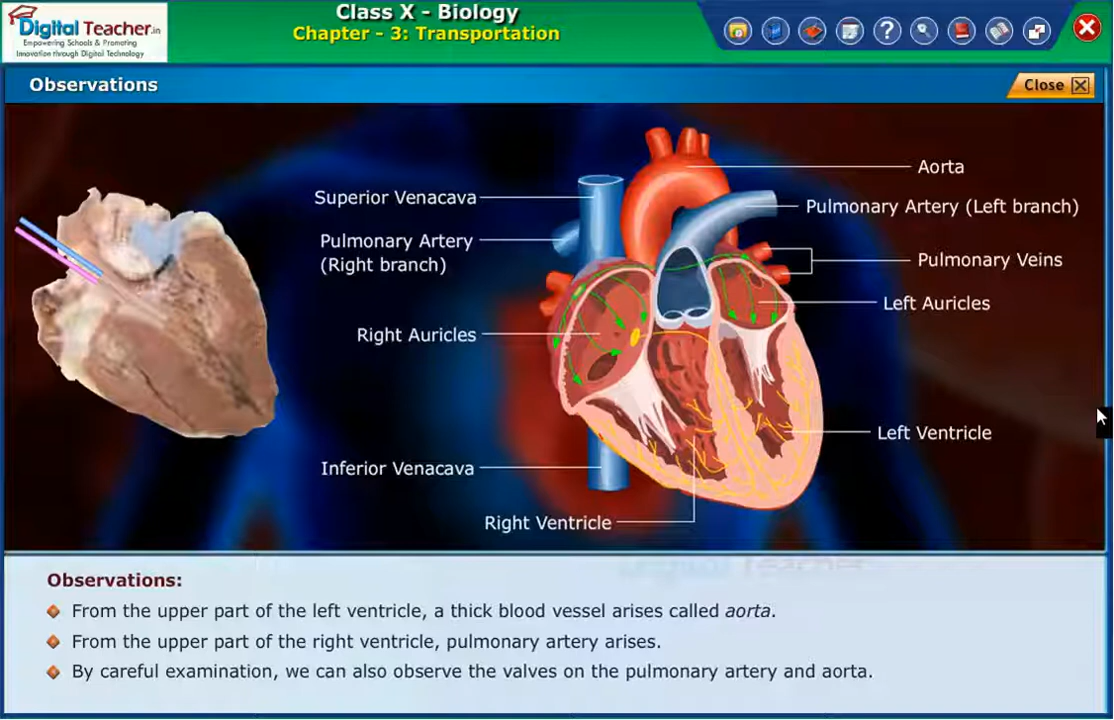 Digital Teacher.in
Empowering Schools & Promoting
Innovation through Digital Technology
Class X - Biology
Chapter - 3: Transportation
Observations
Close
Superior Venacava
Pulmonary Artery
(Right branch)
Right Auricles
Inferior Venacava
Right Ventricle
Aorta
Pulmonary Artery (Left branch)
Pulmonary Veins
Left Auricles
Left Ventricle
Observations:
From the upper part of the left ventricle, a thick blood vessel arises called aorta.
From the upper part of the right ventricle, pulmonary artery arises.
By careful examination, we can also observe the valves on the pulmonary artery and aorta.